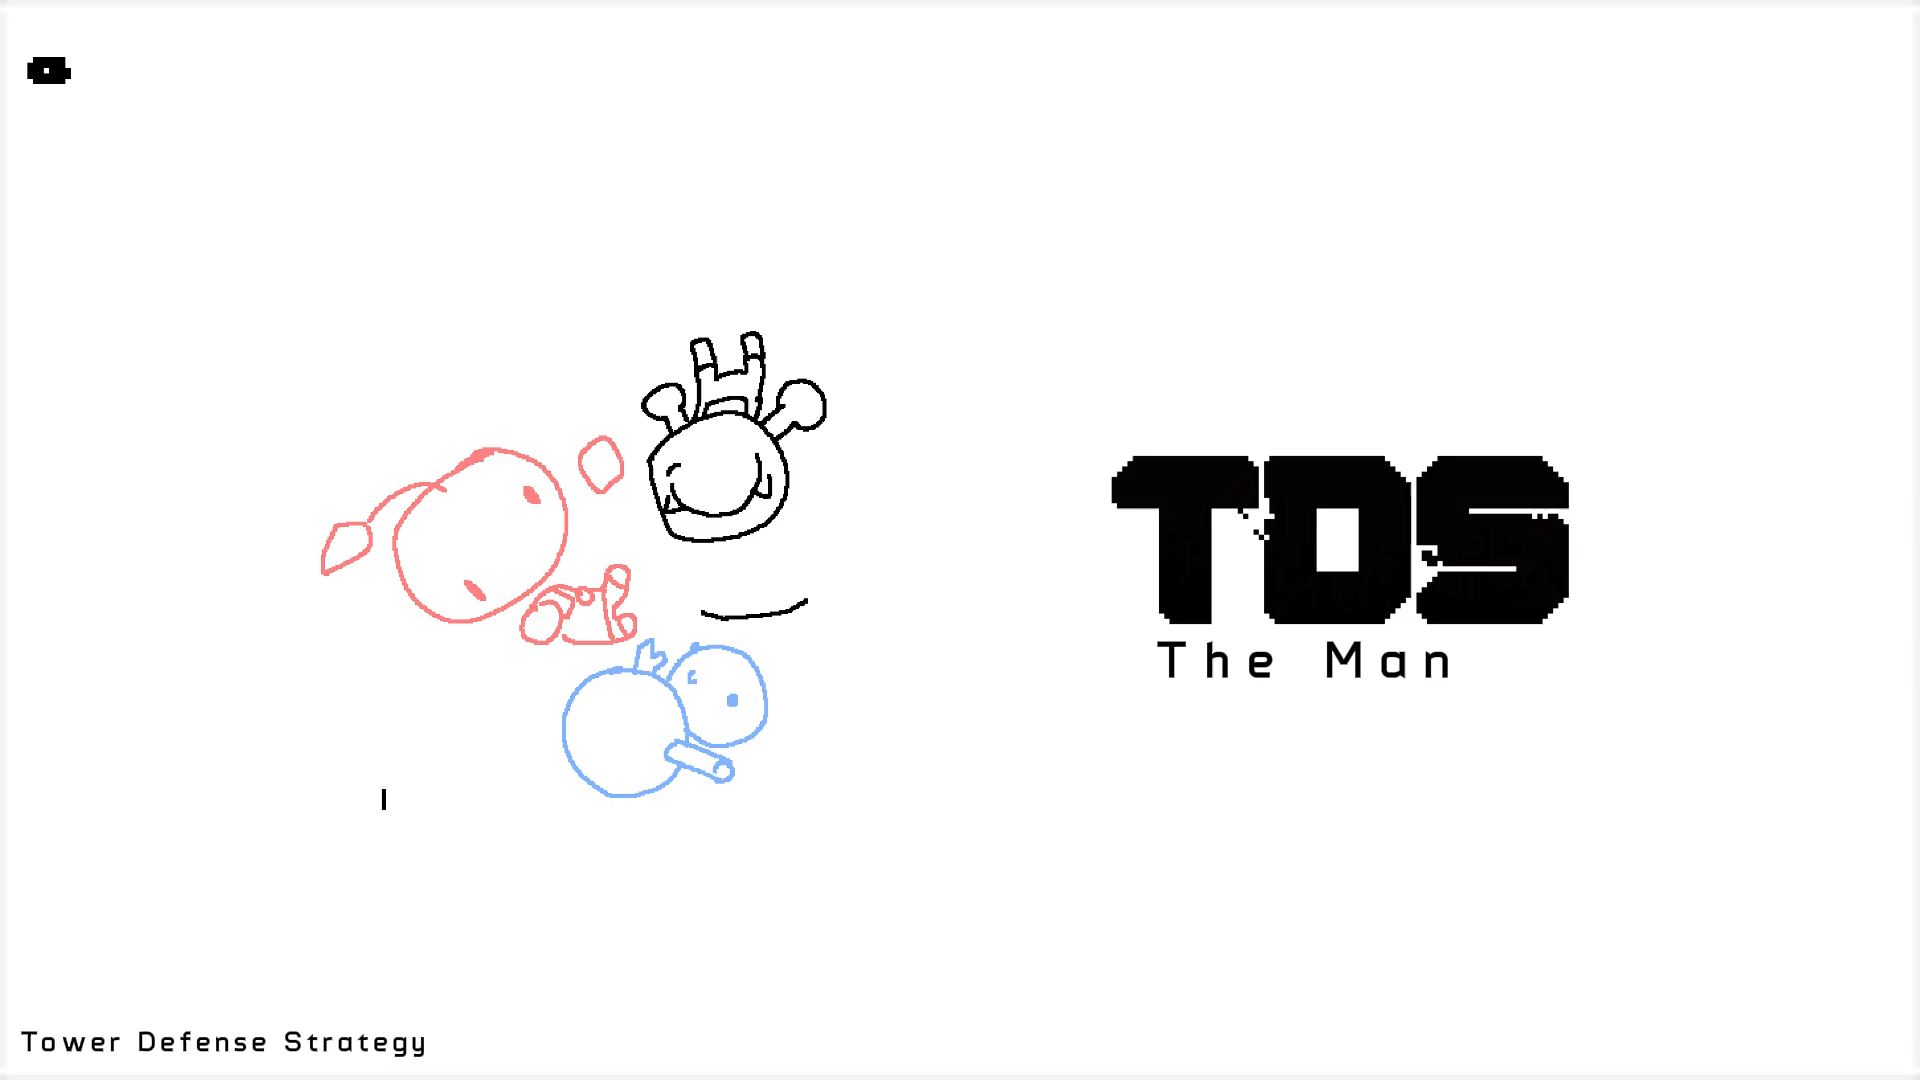 TDS
The Man
Tower Defense Strategy